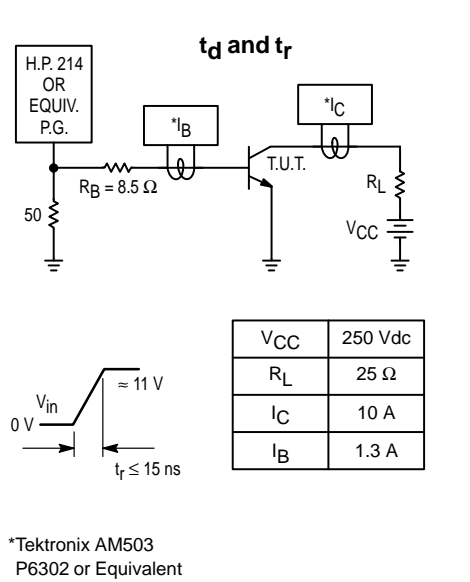 td and tr
H.P. 214
OR
EQUIV.
P.G.
*IB
*IC
T.U.T.
RB = 8.5 Ω
50
RL
VCC
Vin
0 V
≈ 11 V
tr ≤ 15 ns
VCC 250 Vdc
RL 25 Ω
IC 10 A
IB 1.3 A
*Tektronix AM503
P6302 or Equivalent